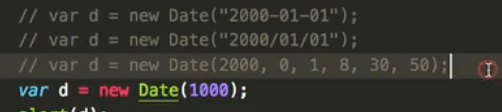 // var d = new Date("2000-01-01");
// var d = new Date("2000/01/01");
// var d = new Date(2000, 0, 1, 8, 30, 50);
var d = new Date(1000);
alert(d);